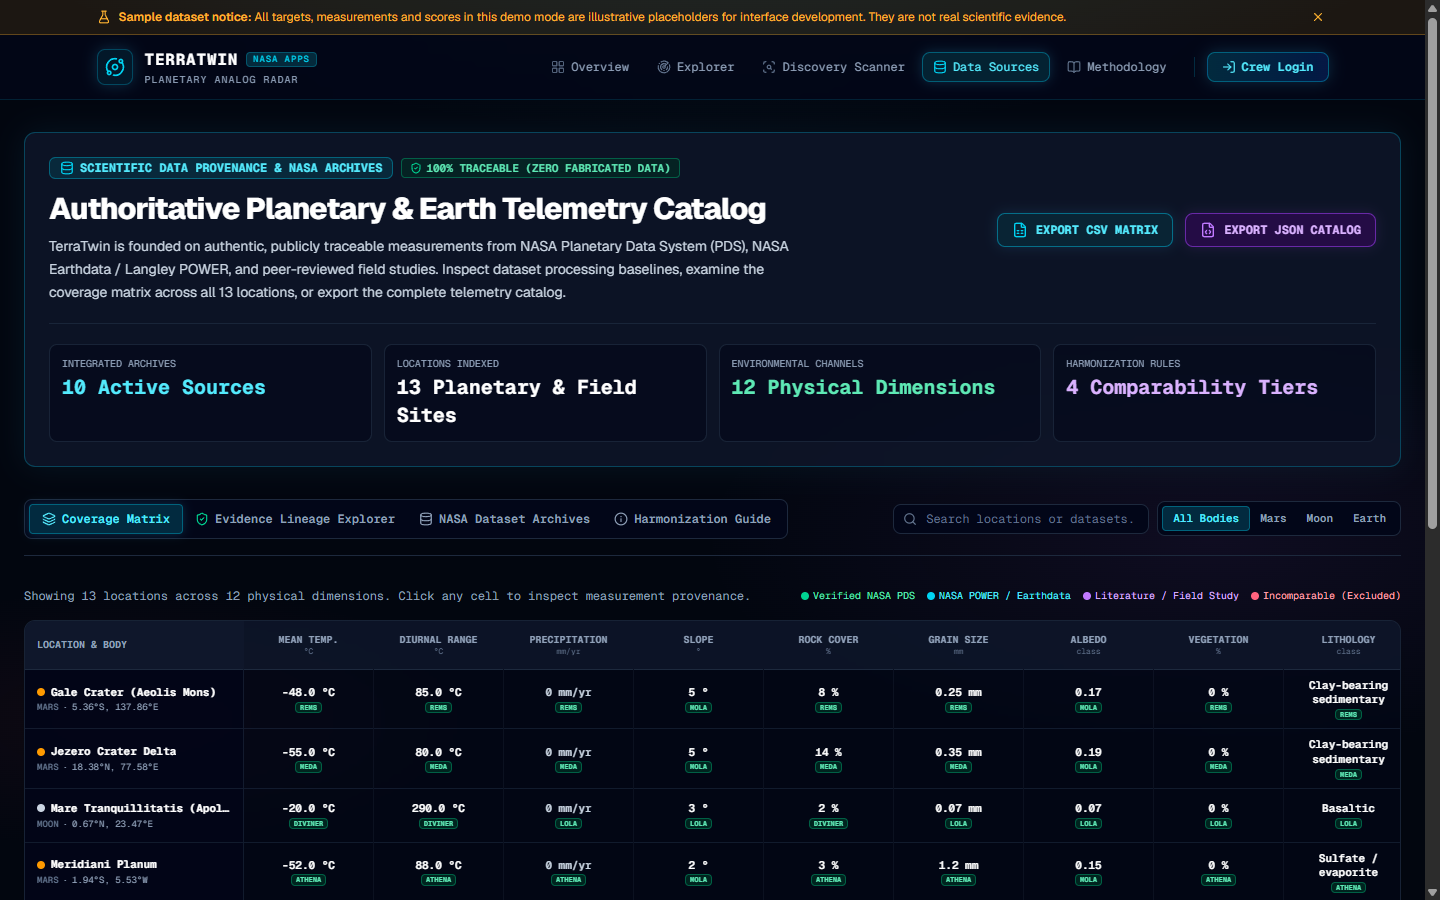 Sample dataset notice: All targets, measurements and scores in this demo mode are illustrative placeholders for interface development. They are not real scientific evidence.
TERRATWIN NASA APPS
PLANETARY ANALOG RADAR
Overview
Explorer
Discovery Scanner
Data Sources
Methodology
Crew Login
SCIENTIFIC DATA PROVENANCE & NASA ARCHIVES
100% TRACEABLE (ZERO FABRICATED DATA)
Authoritative Planetary & Earth Telemetry Catalog
TerraTwin is founded on authentic, publicly traceable measurements from NASA Planetary Data System (PDS), NASA
Earthdata / Langley POWER, and peer-reviewed field studies. Inspect dataset processing baselines, examine the
coverage matrix across all 13 locations, or export the complete telemetry catalog.
EXPORT CSV MATRIX
EXPORT JSON CATALOG
INTEGRATED ARCHIVES
10 Active Sources
LOCATIONS INDEXED
13 Planetary & Field
Sites
ENVIRONMENTAL CHANNELS
12 Physical Dimensions
HARMONIZATION RULES
4 Comparability Tiers
Coverage Matrix
Evidence Lineage Explorer
NASA Dataset Archives
Harmonization Guide
Search locations or datasets.
All Bodies
Mars
Moon
Earth
Showing 13 locations across 12 physical dimensions. Click any cell to inspect measurement provenance.
Verified NASA PDS
NASA POWER / Earthdata
Literature / Field Study
Incomparable (Excluded)
LOCATION & BODY
MEAN TEMP. °C
DIURNAL RANGE °C
PRECIPITATION mm/yr
SLOPE °
ROCK COVER %
GRAIN SIZE mm
ALBEDO class
VEGETATION %
LITHOLOGY class
Gale Crater (Aeolis Mons)
MARS · 5.36°S, 137.86°E
-48.0 °C REMS
85.0 °C REMS
0 mm/yr REMS
5 ° MOLA
8 % REMS
0.25 mm REMS
0.17 MOLA
0 % REMS
Clay-bearing
sedimentary
REMS
Jezero Crater Delta
MARS · 18.38°N, 77.58°E
-55.0 °C MEDA
80.0 °C MEDA
0 mm/yr MEDA
5 ° MOLA
14 % MEDA
0.35 mm MEDA
0.19 MOLA
0 % MEDA
Clay-bearing
sedimentary
MEDA
Mare Tranquillitatis (Apol…
MOON · 0.67°N, 23.47°E
-20.0 °C DIVINER
290.0 °C DIVINER
0 mm/yr LOLA
3 ° LOLA
2 % DIVINER
0.07 mm LOLA
0.07 LOLA
0 % LOLA
Basaltic
LOLA
Meridiani Planum
MARS · 1.94°S, 5.53°W
-52.0 °C ATHENA
88.0 °C ATHENA
0 mm/yr ATHENA
2 ° MOLA
3 % ATHENA
1.2 mm ATHENA
0.15 MOLA
0 % ATHENA
Sulfate /
evaporite
ATHENA